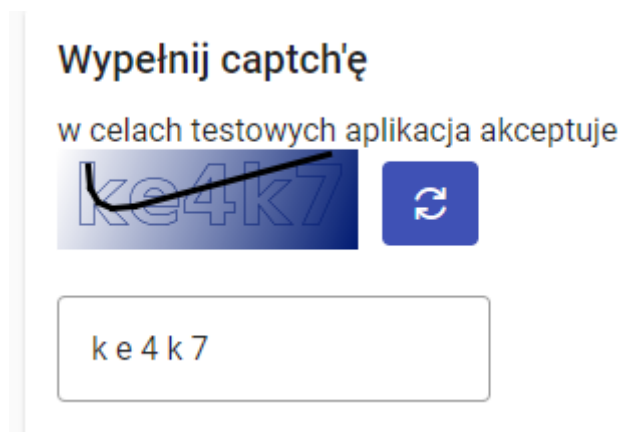 Wypełnij captch'ę
w celach testowych aplikacja akceptuje
ke4k7
k e 4 k 7